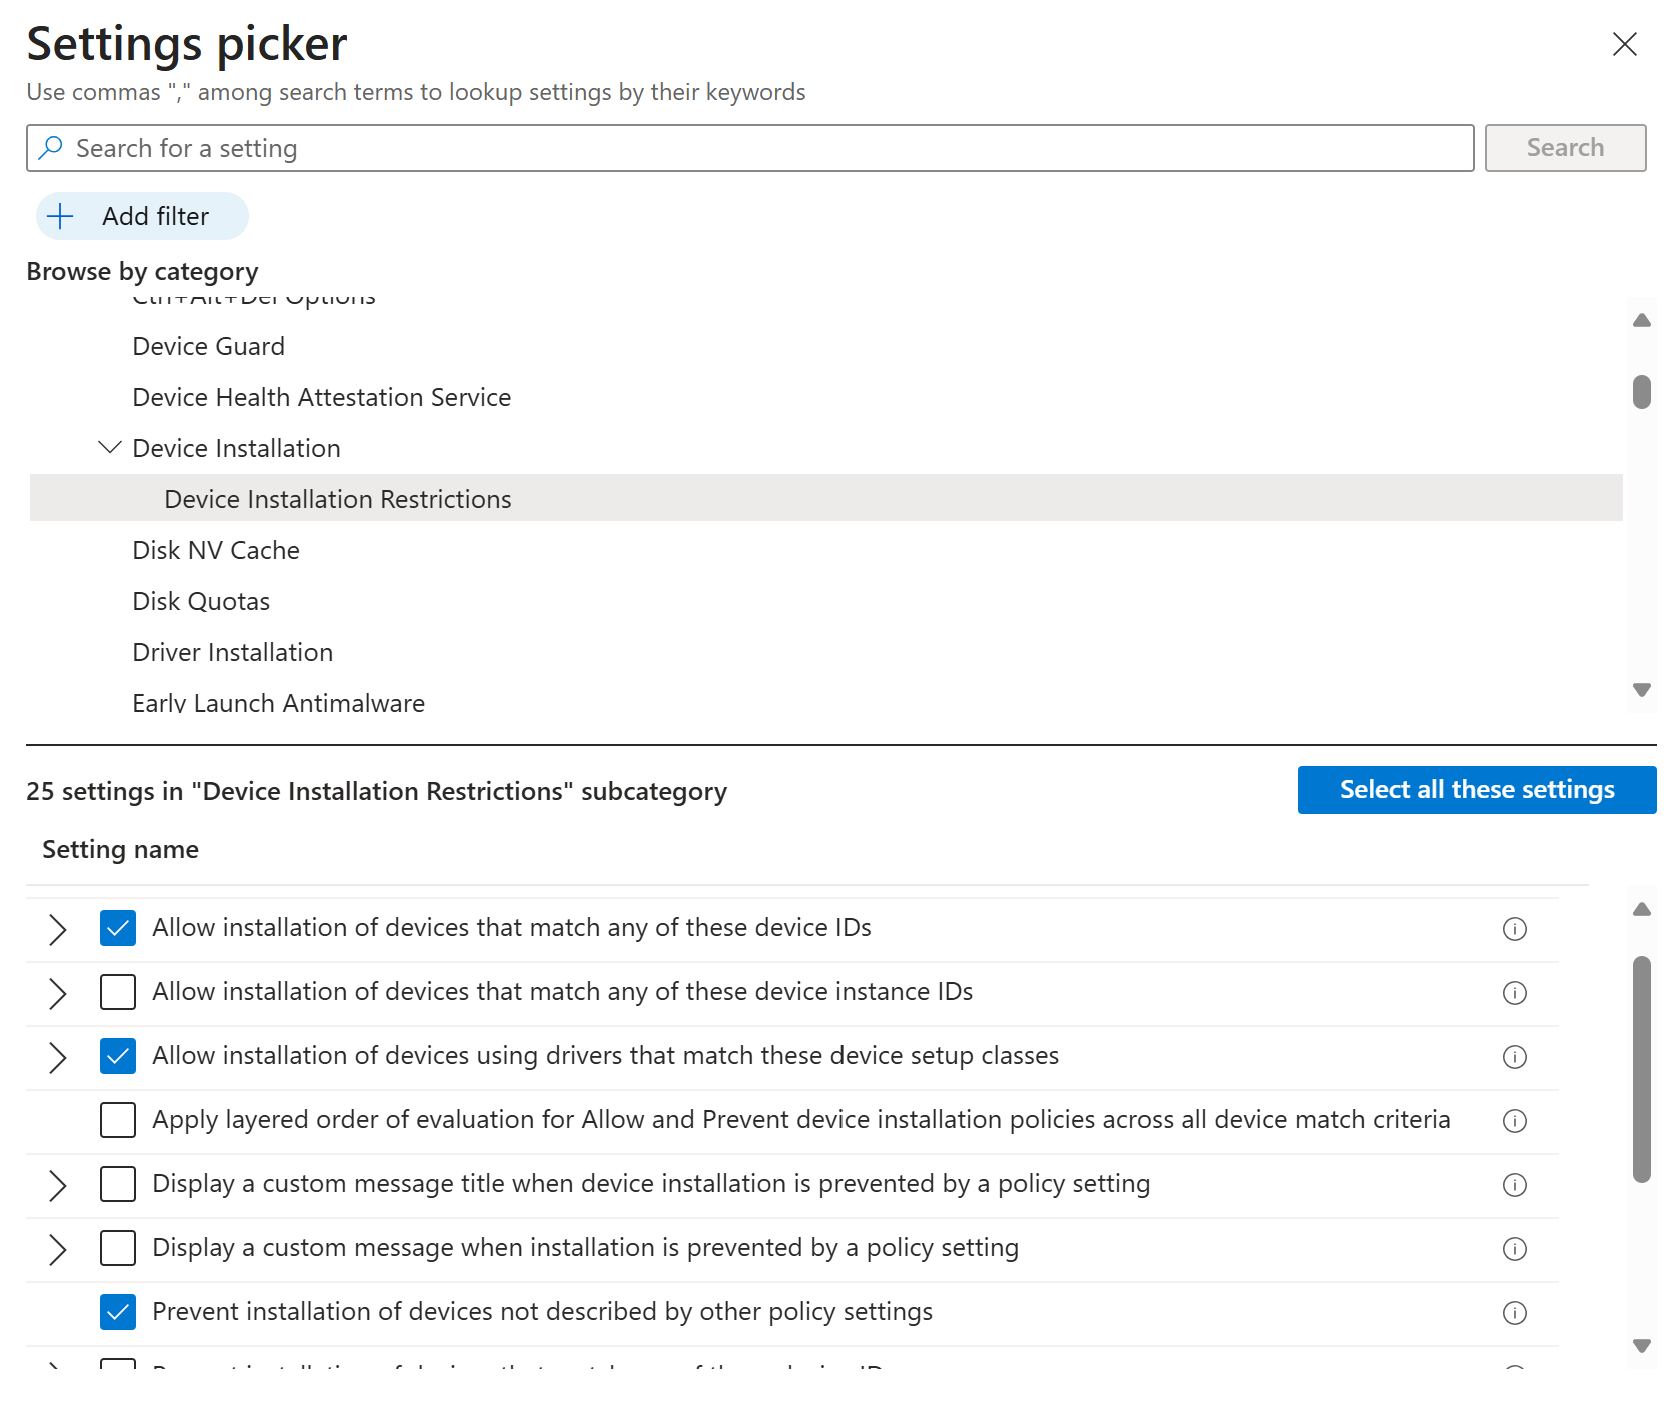 Settings picker
Use commas "," among search terms to lookup settings by their keywords
Search for a setting
Search
Add filter
Browse by category
Ctrl+Alt+Del Options
Device Guard
Device Health Attestation Service
Device Installation
Device Installation Restrictions
Disk NV Cache
Disk Quotas
Driver Installation
Early Launch Antimalware
25 settings in "Device Installation Restrictions" subcategory
Select all these settings
Setting name
Allow installation of devices that match any of these device IDs
Allow installation of devices that match any of these device instance IDs
Allow installation of devices using drivers that match these device setup classes
Apply layered order of evaluation for Allow and Prevent device installation policies across all device match criteria
Display a custom message title when device installation is prevented by a policy setting
Display a custom message when installation is prevented by a policy setting
Prevent installation of devices not described by other policy settings